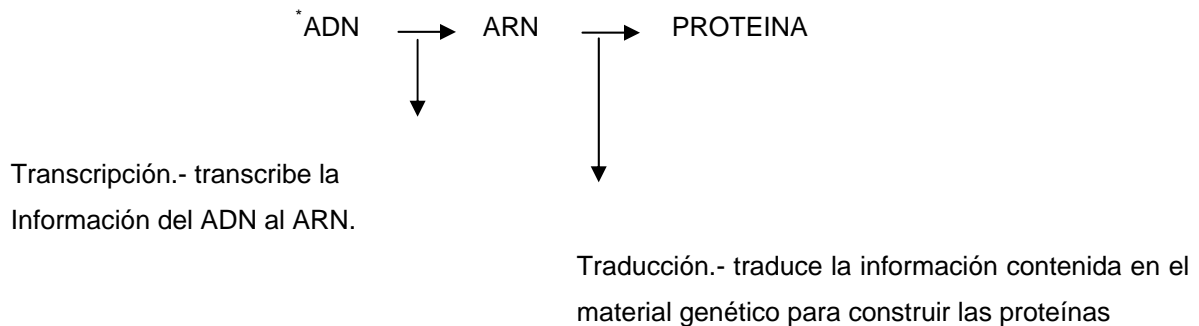 *ADN ARN PROTEINA
Transcripción.- transcribe la
Información del ADN al ARN.
Traducción.- traduce la información contenida en el
material genético para construir las proteínas